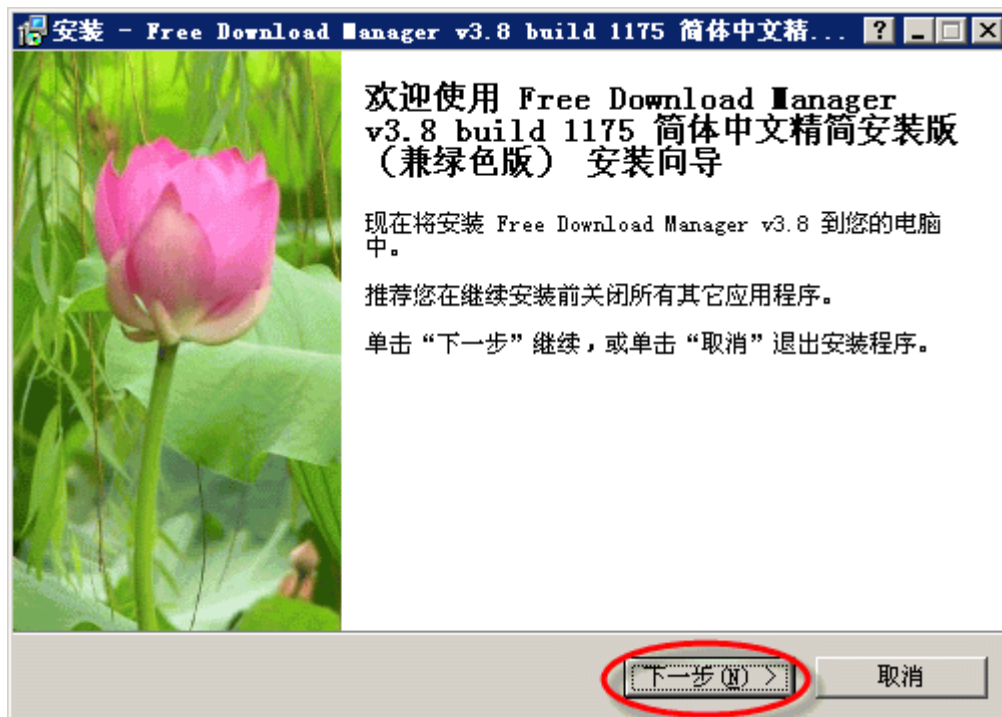 安装 - Free Download Manager v3.8 build 1175 简体中文精...
欢迎使用 Free Download Manager
v3.8 build 1175 简体中文精简安装版
（兼绿色版） 安装向导
现在将安装 Free Download Manager v3.8 到您的电脑
中。
推荐您在继续安装前关闭所有其它应用程序。
单击“下一步”继续，或单击“取消”退出安装程序。
下一步(N) >
取消